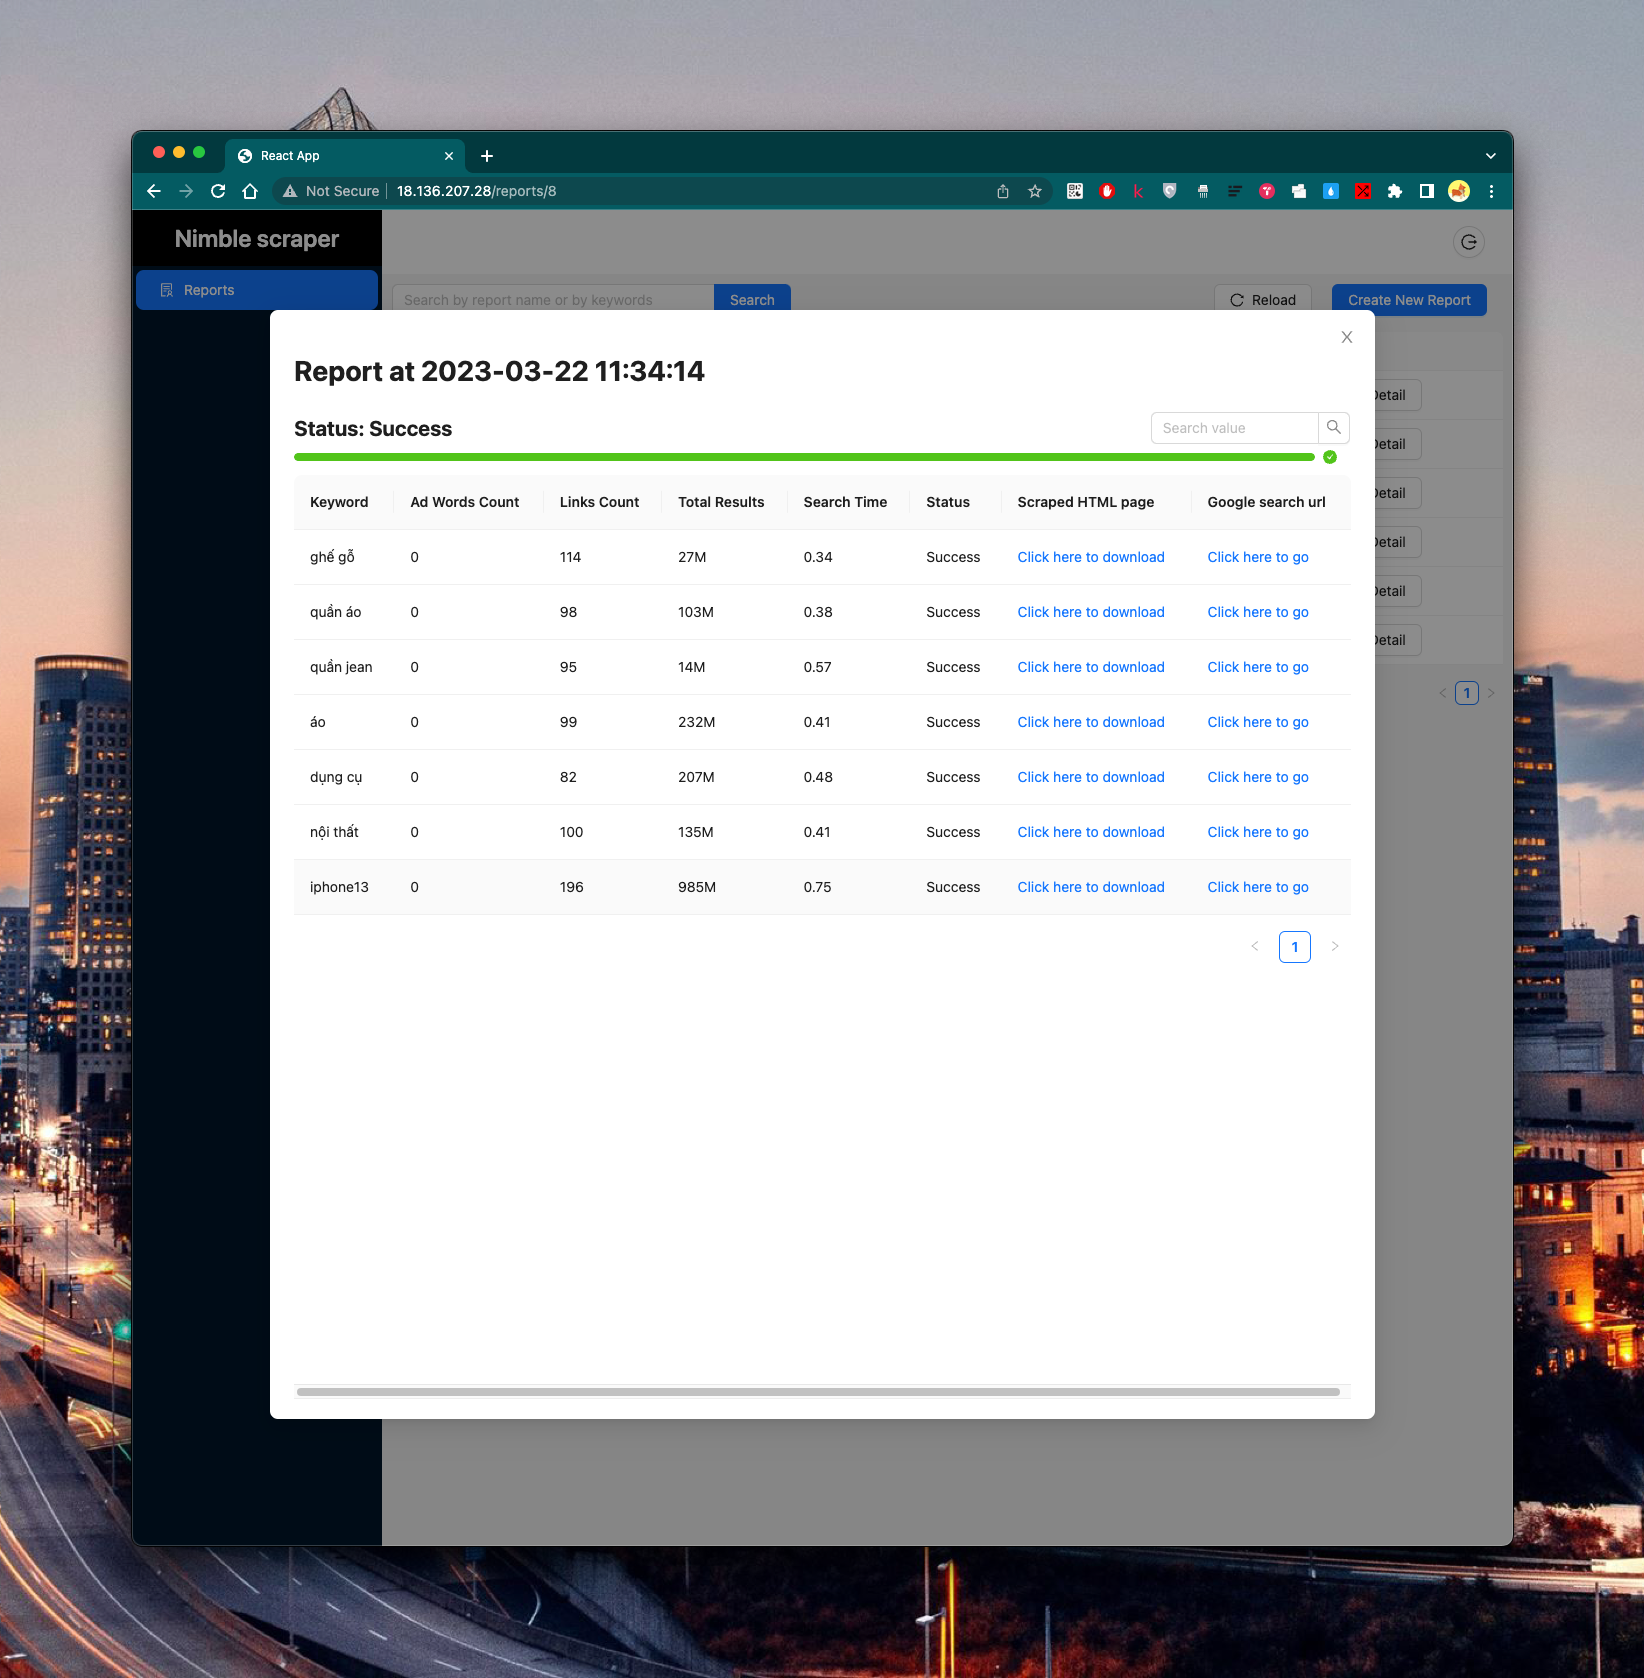 React App
Not Secure 18.136.207.28/reports/8
Nimble scraper
Reports
Search by report name or by keywords Search Reload Create New Report
X
Report at 2023-03-22 11:34:14
Status: Success Search value
Keyword Ad Words Count Links Count Total Results Search Time Status Scraped HTML page Google search url
ghế gỗ 0 114 27M 0.34 Success Click here to download Click here to go
quần áo 0 98 103M 0.38 Success Click here to download Click here to go
quần jean 0 95 14M 0.57 Success Click here to download Click here to go
áo 0 99 232M 0.41 Success Click here to download Click here to go
dụng cụ 0 82 207M 0.48 Success Click here to download Click here to go
nội thất 0 100 135M 0.41 Success Click here to download Click here to go
iphone13 0 196 985M 0.75 Success Click here to download Click here to go
1
Detail
Detail
Detail
Detail
Detail
Detail
1